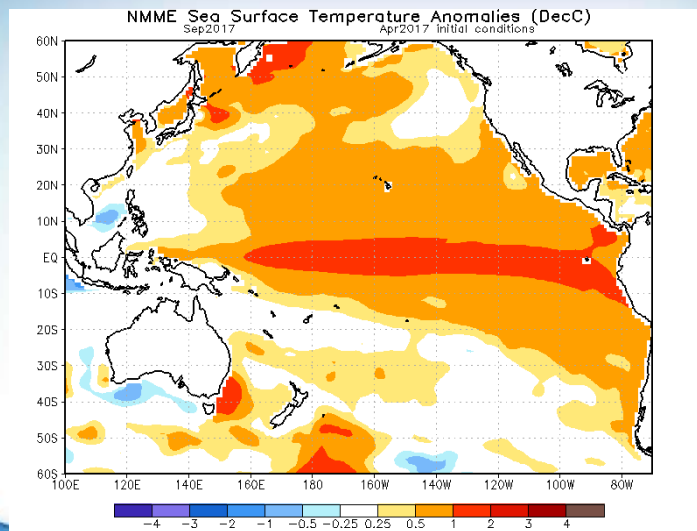 NMME Sea Surface Temperature Anomalies (DecC)
Sep2017 Apr2017 initial conditions
60N
50N
40N
30N
20N
10N
EQ
10S
20S
30S
40S
50S
60S
100E 120E 140E 160E 180 160W 140W 120W 100W 80W
-4 -3 -2 -1 -0.5 -0.25 0.25 0.5 1 2 3 4